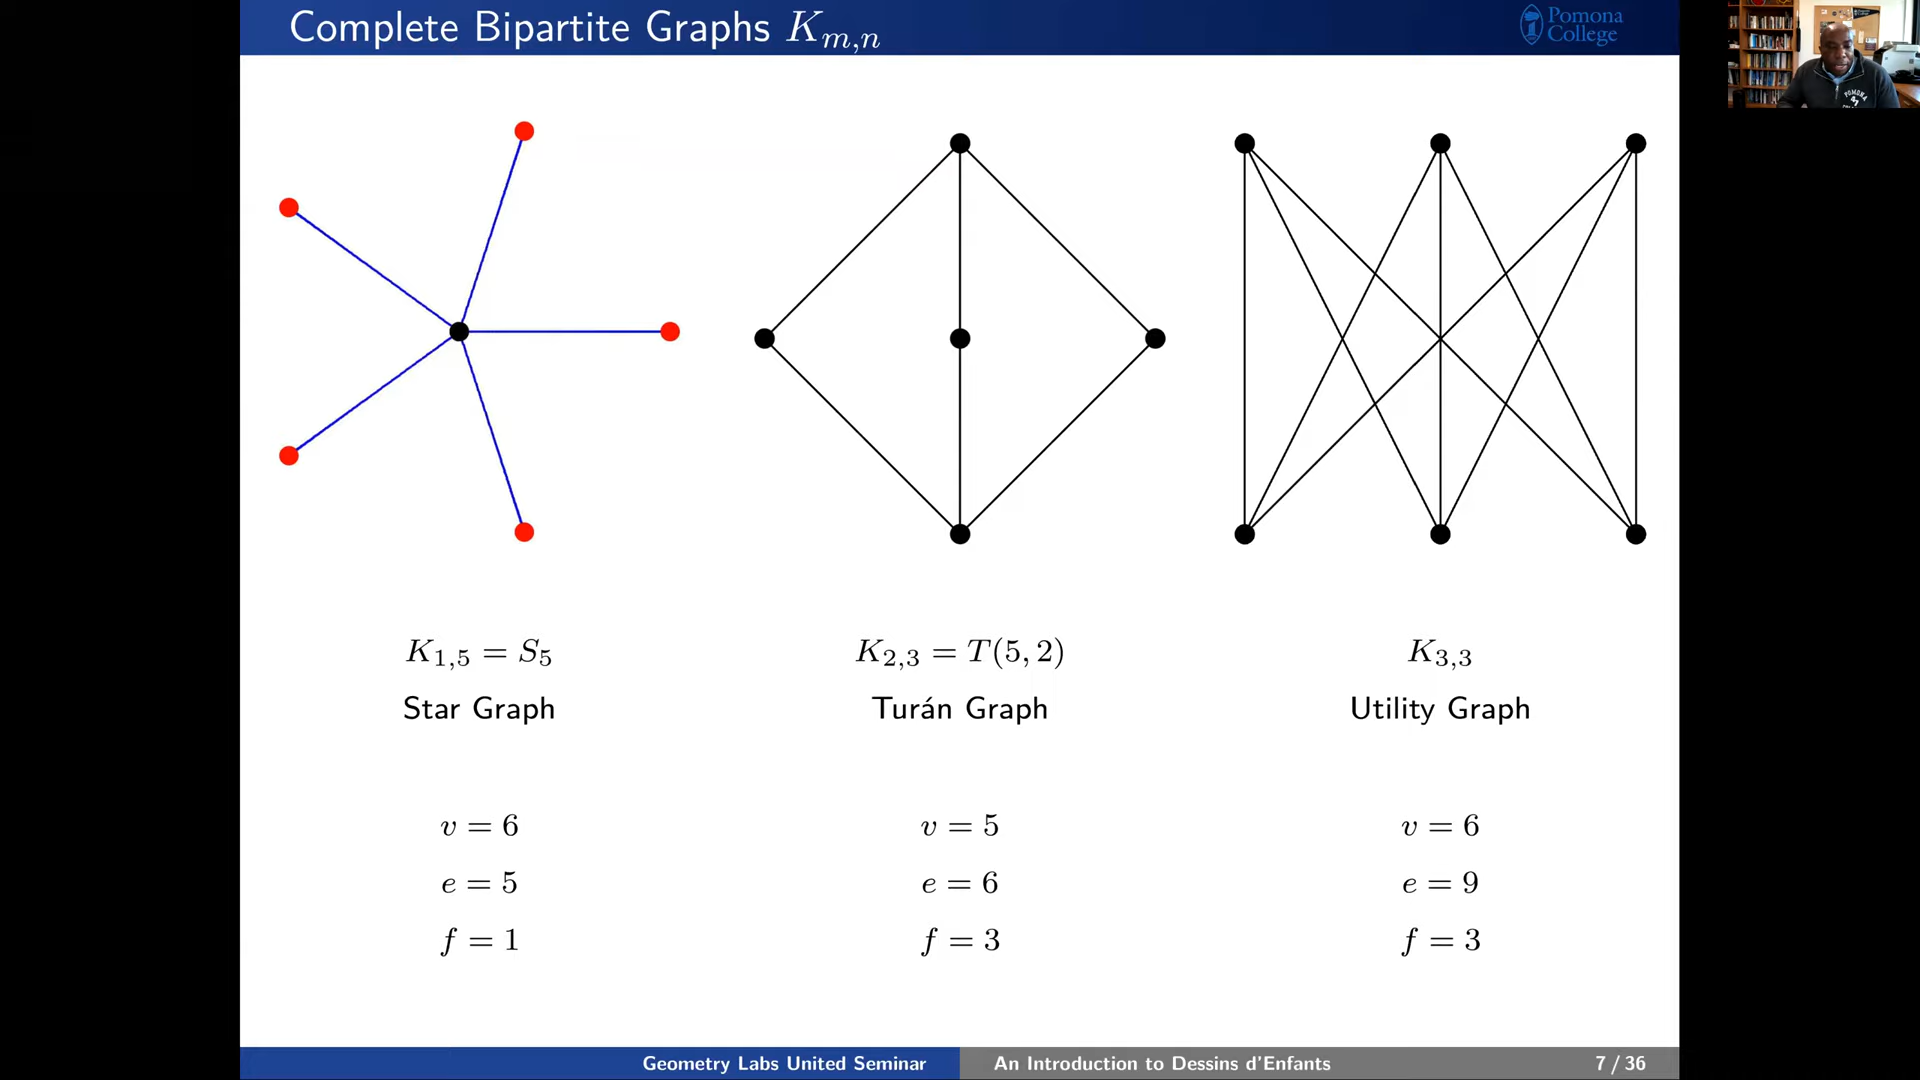 Complete Bipartite Graphs K_{m,n}
Pomona
College
POMONA
K_{1,5} = S_5
Star Graph
v = 6
e = 5
f = 1
K_{2,3} = T(5, 2)
Turán Graph
v = 5
e = 6
f = 3
K_{3,3}
Utility Graph
v = 6
e = 9
f = 3
Geometry Labs United Seminar
An Introduction to Dessins d'Enfants
7 / 36